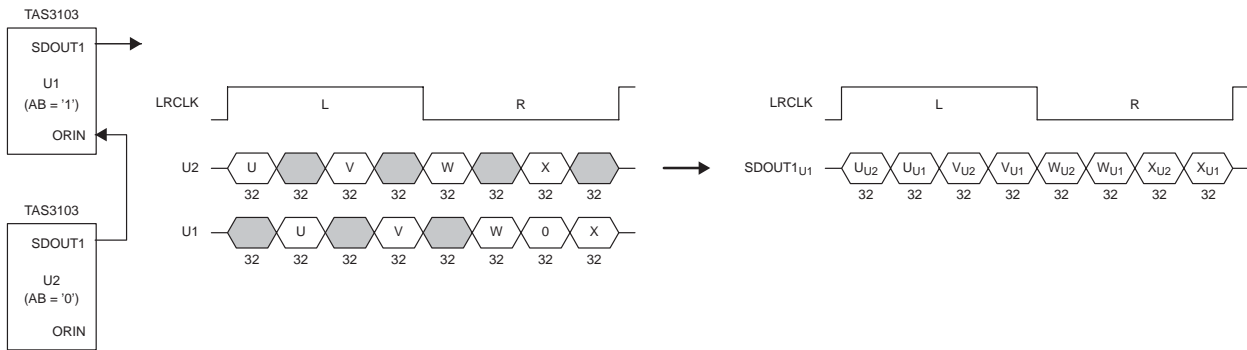 TAS3103
SDOUT1
U1
(AB = '1')
ORIN
TAS3103
SDOUT1
U2
(AB = '0')
ORIN
LRCLK L R
U2 U V W X
32 32 32 32 32 32 32 32
U1 U V W 0 X
32 32 32 32 32 32 32 32
LRCLK L R
SDOUT1U1 UU2 UU1 VU2 VU1 WU2 WU1 XU2 XU1
32 32 32 32 32 32 32 32